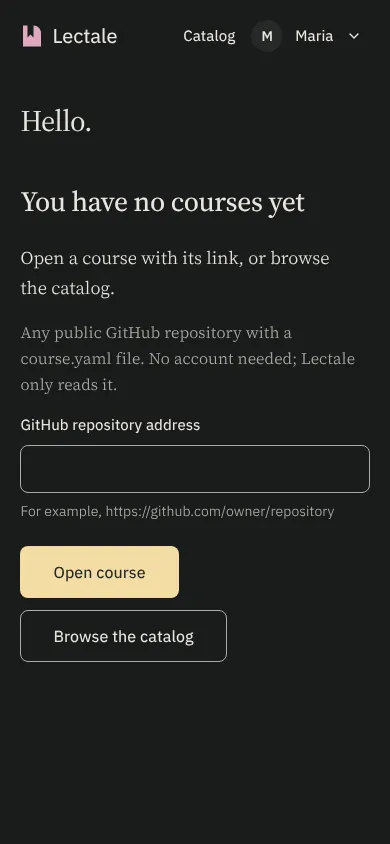 Lectale
Catalog
M
Maria
Hello.
You have no courses yet
Open a course with its link, or browse
the catalog.
Any public GitHub repository with a
course.yaml file. No account needed; Lectale
only reads it.
GitHub repository address
For example, https://github.com/owner/repository
Open course
Browse the catalog